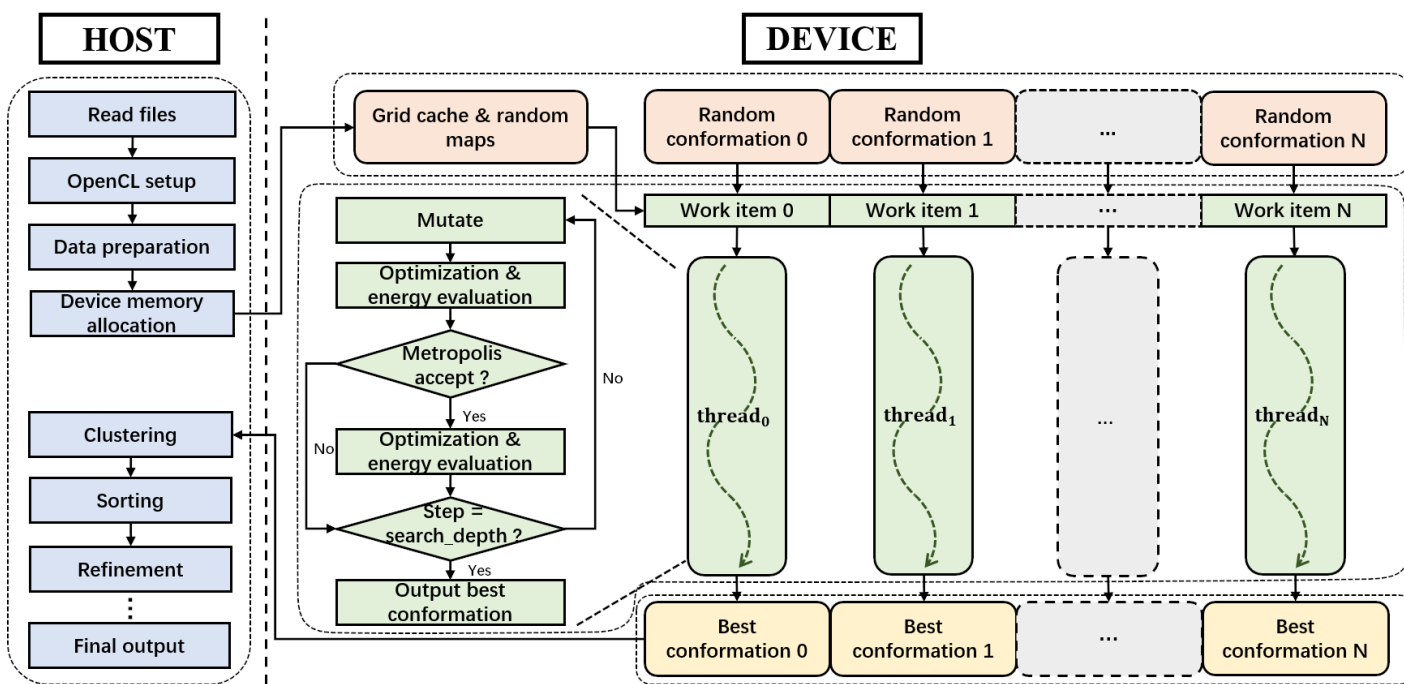 HOST
DEVICE
Read files
OpenCL setup
Data preparation
Device memory
allocation
Clustering
Sorting
Refinement
⋮
Final output
Grid cache & random
maps
Random
conformation 0
Random
conformation 1
...
Random
conformation N
Work item 0
Work item 1
...
Work item N
Mutate
Optimization &
energy evaluation
Metropolis
accept ?
No
Yes
No
Optimization &
energy evaluation
Step =
search_depth ?
Yes
Output best
conformation
thread₀
thread₁
...
thread_N
Best
conformation 0
Best
conformation 1
...
Best
conformation N